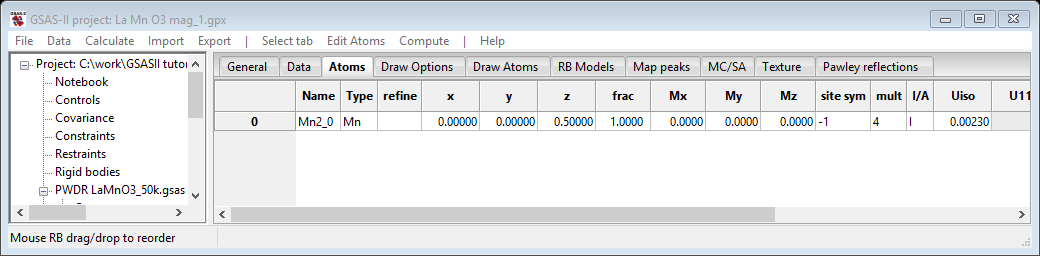 GSAS-II project: La Mn O3 mag_1.gpx
File Data Calculate Import Export | Select tab Edit Atoms Compute | Help
Project: C:\work\GSASII tutor
Notebook
Controls
Covariance
Constraints
Restraints
Rigid bodies
PWDR LaMnO3_50k.gsas
General Data Atoms Draw Options Draw Atoms RB Models Map peaks MC/SA Texture Pawley reflections
Name Type refine x y z frac Mx My Mz site sym mult I/A Uiso U11
0 Mn2_0 Mn 0.00000 0.00000 0.50000 1.0000 0.0000 0.0000 0.0000 -1 4 I 0.00230
Mouse RB drag/drop to reorder